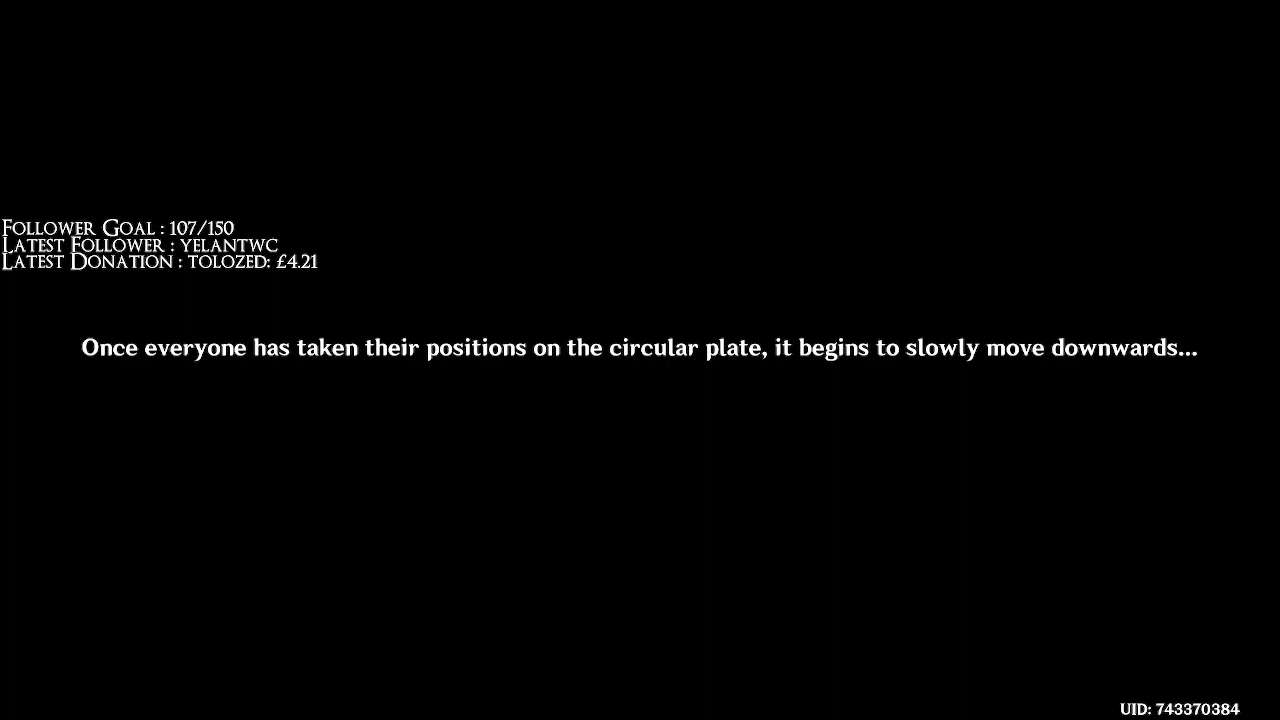 Follower Goal : 107/150
Latest Follower : yelantwc
Latest Donation : tolozed: £4.21
Once everyone has taken their positions on the circular plate, it begins to slowly move downwards...
UID: 743370384